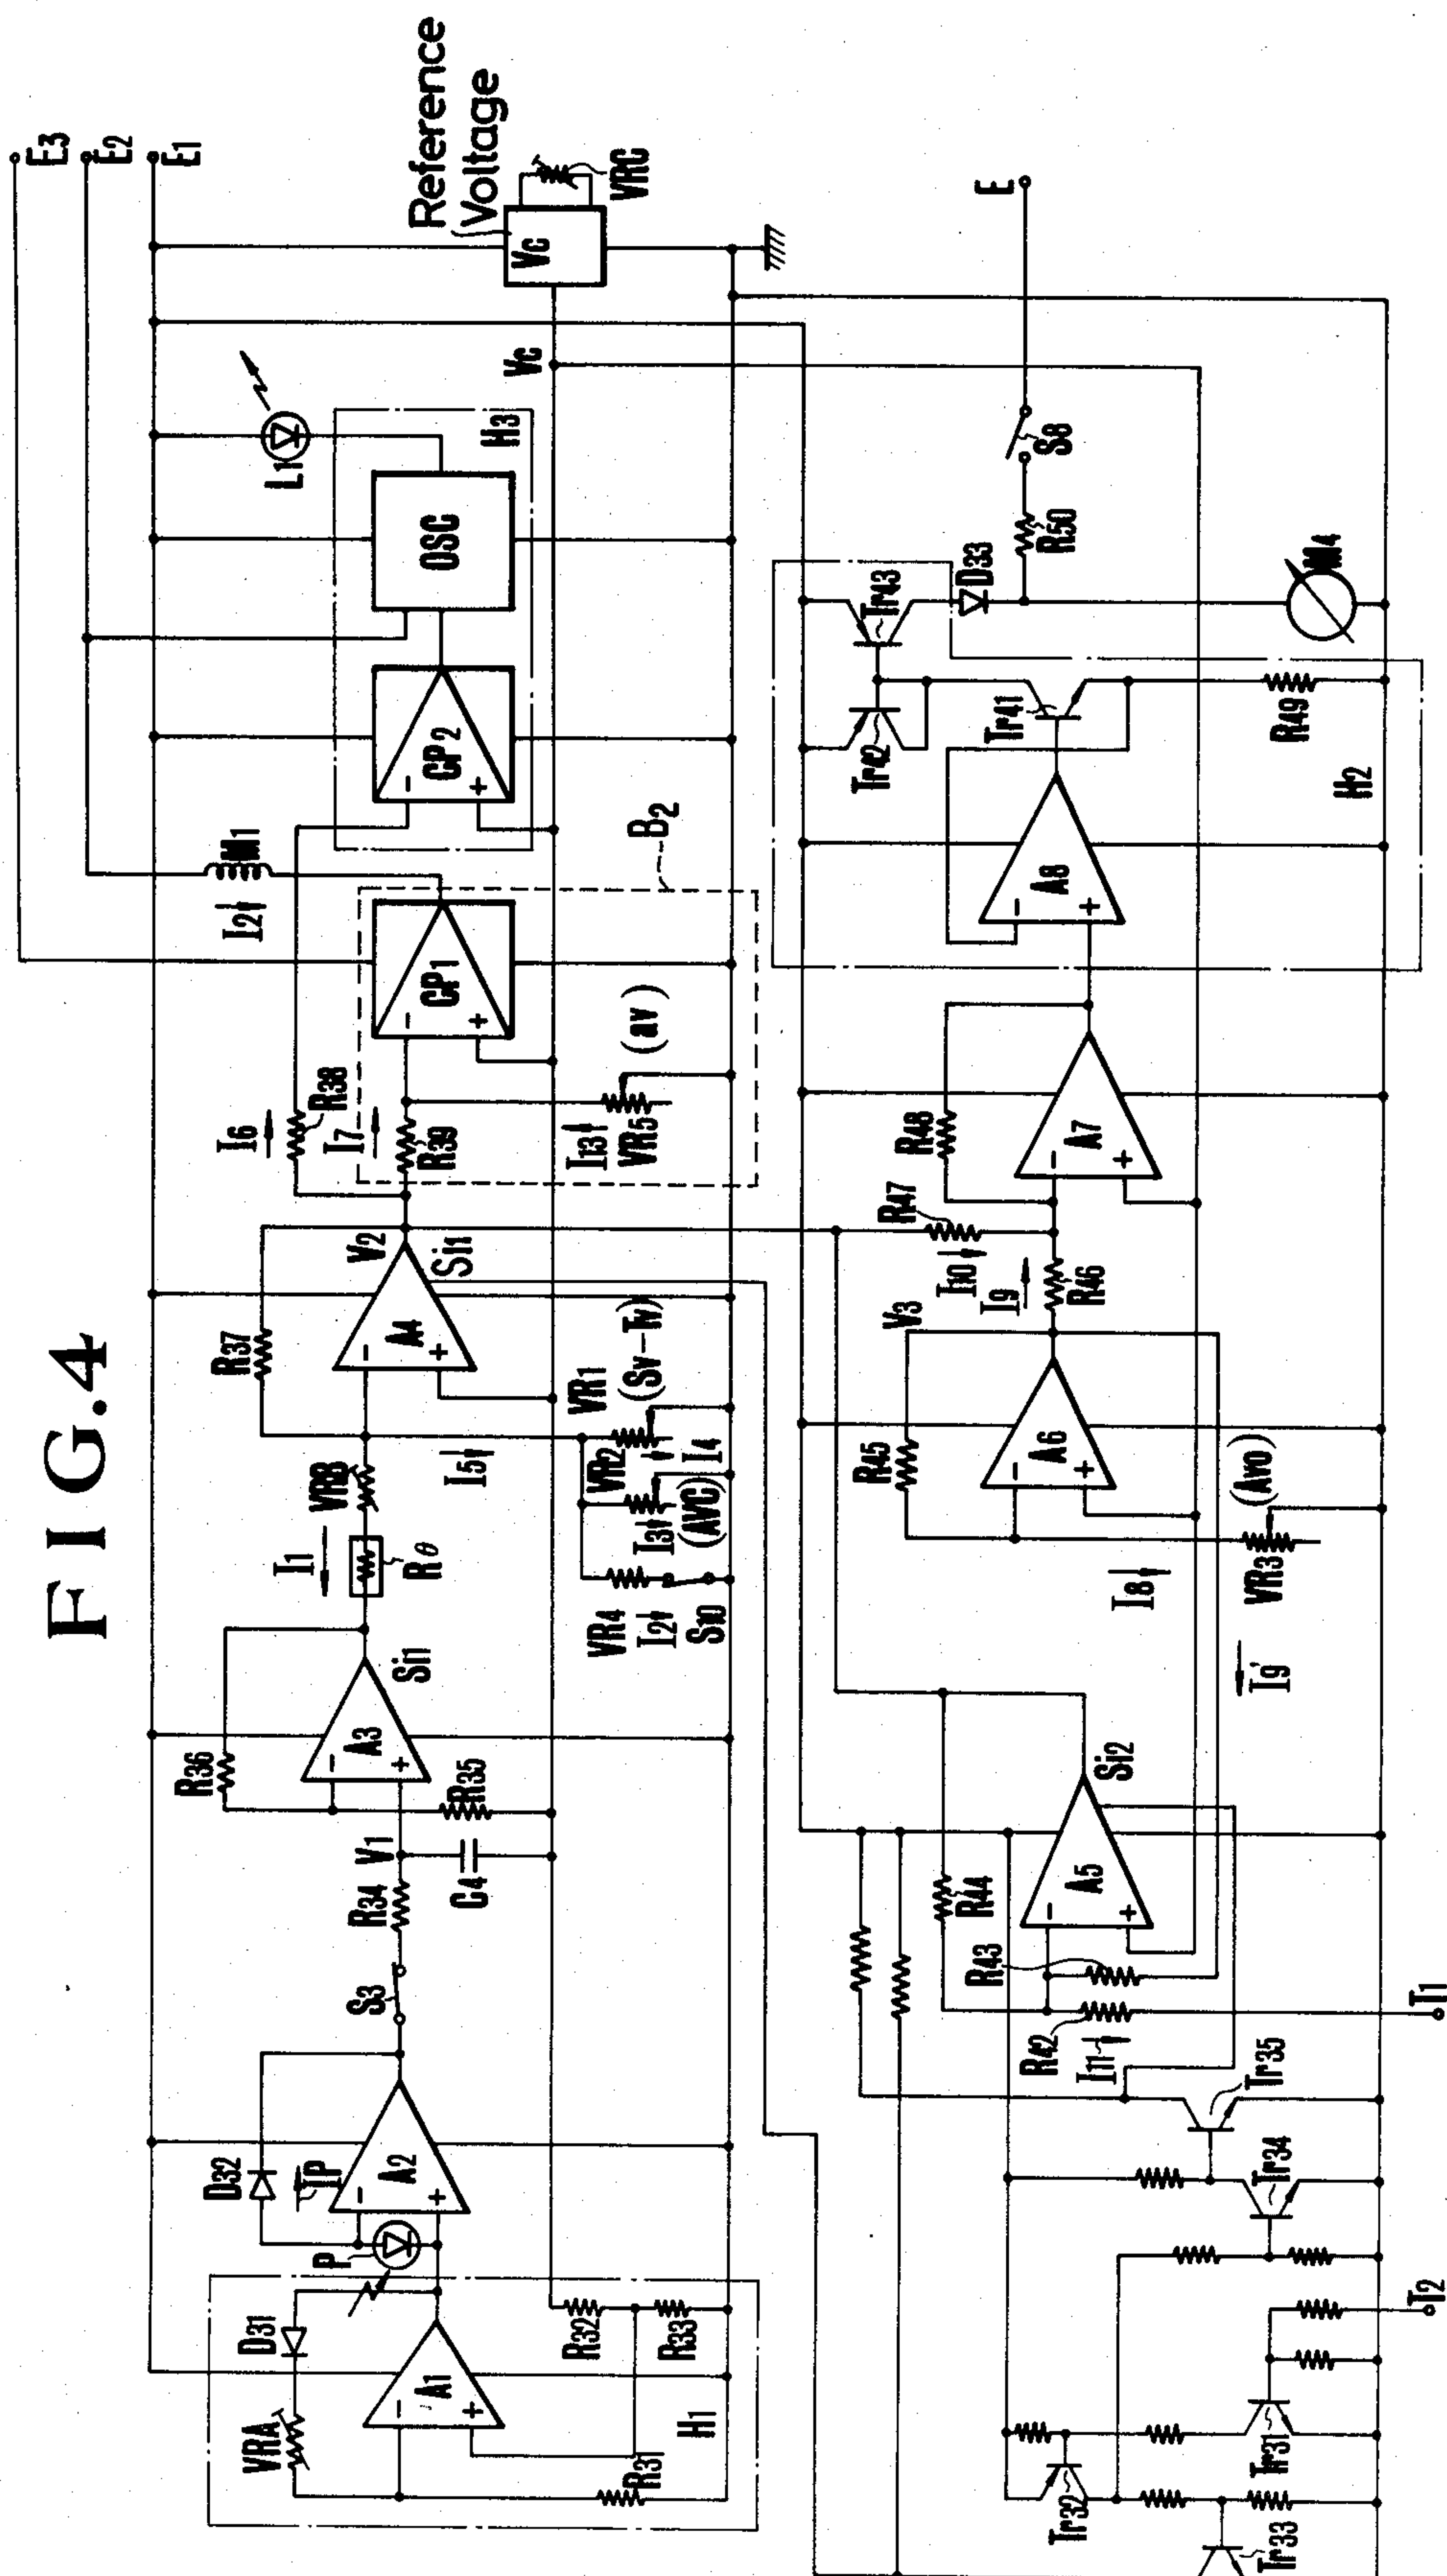 FIG.4
E3
E2
E1
Reference
Voltage
Vc
VRC
Vc
L1
H3
OSC
CP2
-
+
M1
I2
B2
CP1
-
+
(av)
I6
R38
I7
R39
I13
VR5
V2
Si1
R37
A4
-
+
VR1
(Sv-Tv)
I5
VR2
I4
I3
(AVC)
VR4
I2
S10
VRB
I1
Rθ
Si1
R36
A3
-
+
R35
V1
C4
R34
S3
D32
IP
A2
-
+
P
D31
VRA
A1
-
+
R32
R33
R31
H1
E
S8
R50
D33
M4
Tr43
Tr42
Tr41
R49
H2
A8
-
+
R48
A7
-
+
R47
I10
I9
R46
V3
R45
A6
-
+
(Avo)
I8
VR3
I9'
Si2
A5
-
+
R44
R43
R42
I11
T1
Tr35
Tr34
T2
Tr31
Tr32
Tr33